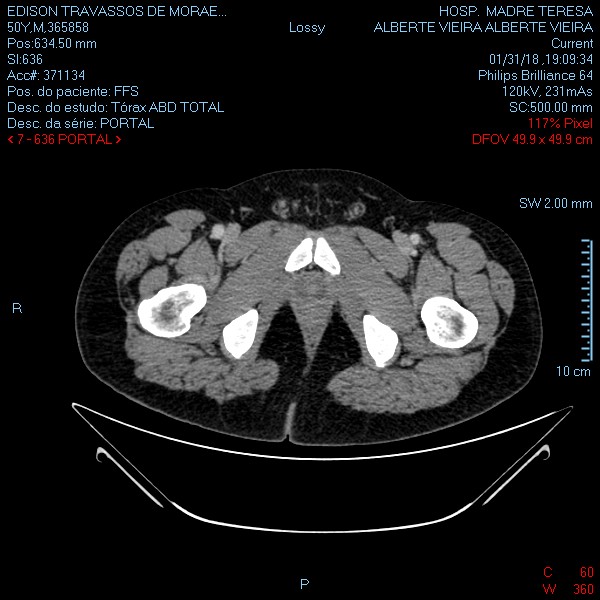 EDISON TRAVASSOS DE MORAE...
50Y,M,365858
Pos:634.50 mm
SI:636
Acc#: 371134
Pos. do paciente: FFS
Desc. do estudo: Tórax ABD TOTAL
Desc. da série: PORTAL
< 7 - 636 PORTAL >
Lossy
HOSP. MADRE TERESA
ALBERTE VIEIRA ALBERTE VIEIRA
Current
01/31/18 ,19:09:34
Philips Brilliance 64
120kV, 231mAs
SC:500.00 mm
117% Pixel
DFOV 49.9 x 49.9 cm
SW 2.00 mm
R
10 cm
P
C 60
W 360